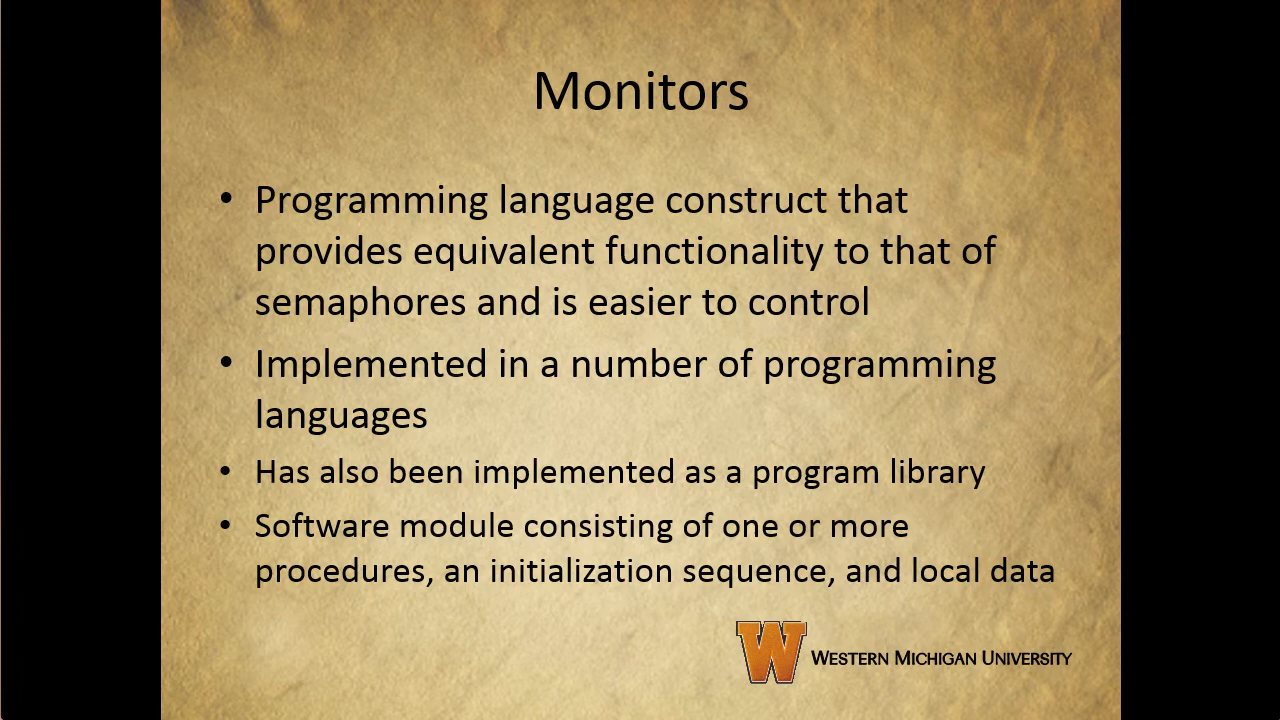 Monitors
• Programming language construct that
provides equivalent functionality to that of
semaphores and is easier to control
• Implemented in a number of programming
languages
• Has also been implemented as a program library
• Software module consisting of one or more
procedures, an initialization sequence, and local data
W WESTERN MICHIGAN UNIVERSITY